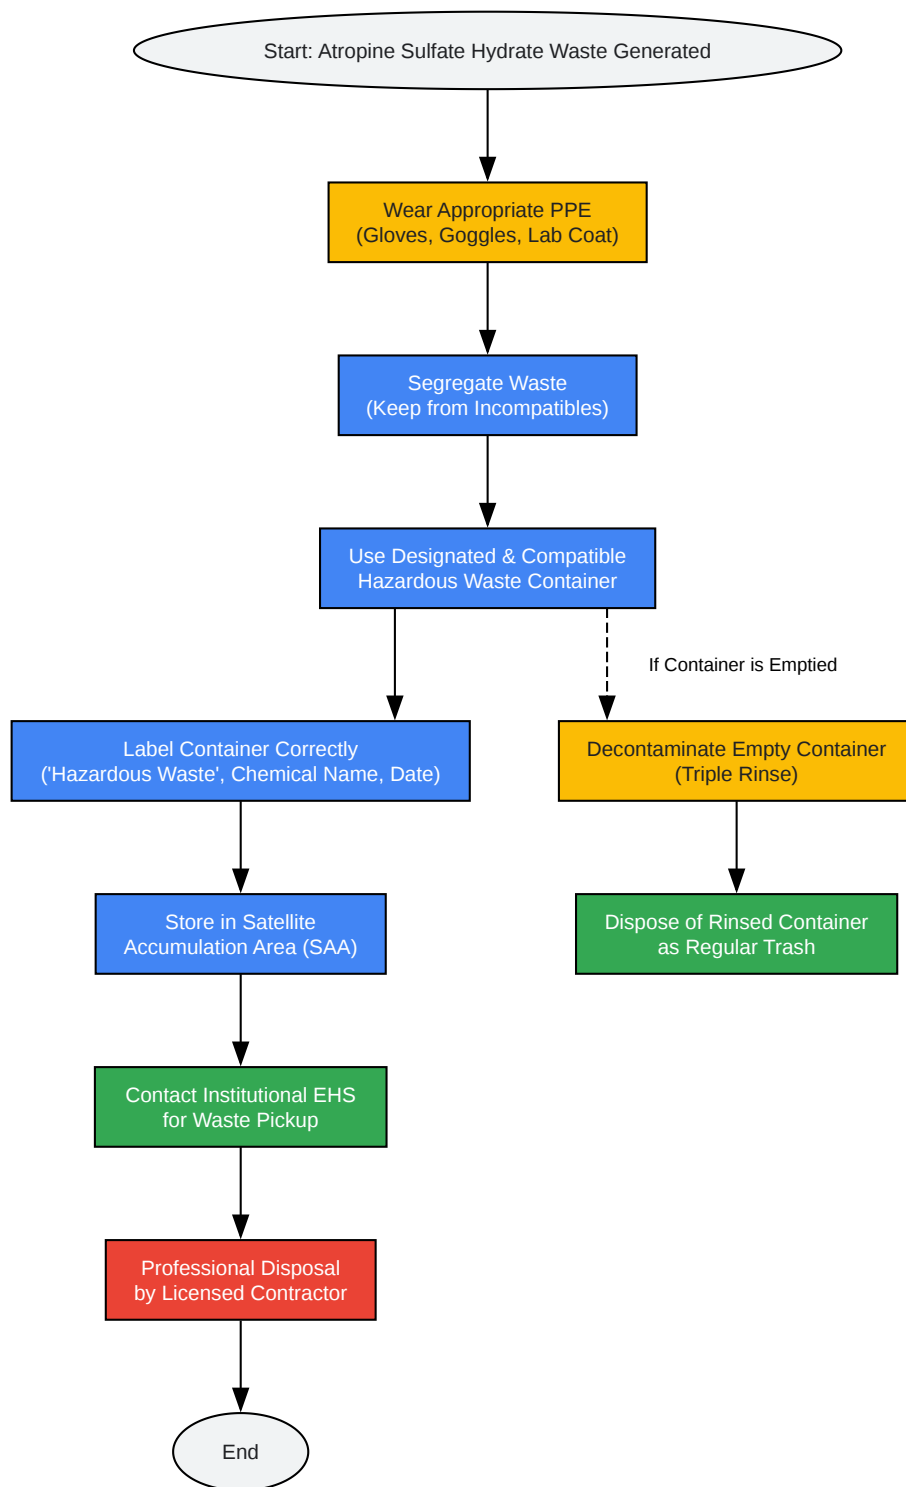 Start: Atropine Sulfate Hydrate Waste Generated
Wear Appropriate PPE
(Gloves, Goggles, Lab Coat)
Segregate Waste
(Keep from Incompatibles)
Use Designated & Compatible
Hazardous Waste Container
If Container is Emptied
Label Container Correctly
('Hazardous Waste', Chemical Name, Date)
Decontaminate Empty Container
(Triple Rinse)
Store in Satellite
Accumulation Area (SAA)
Dispose of Rinsed Container
as Regular Trash
Contact Institutional EHS
for Waste Pickup
Professional Disposal
by Licensed Contractor
End